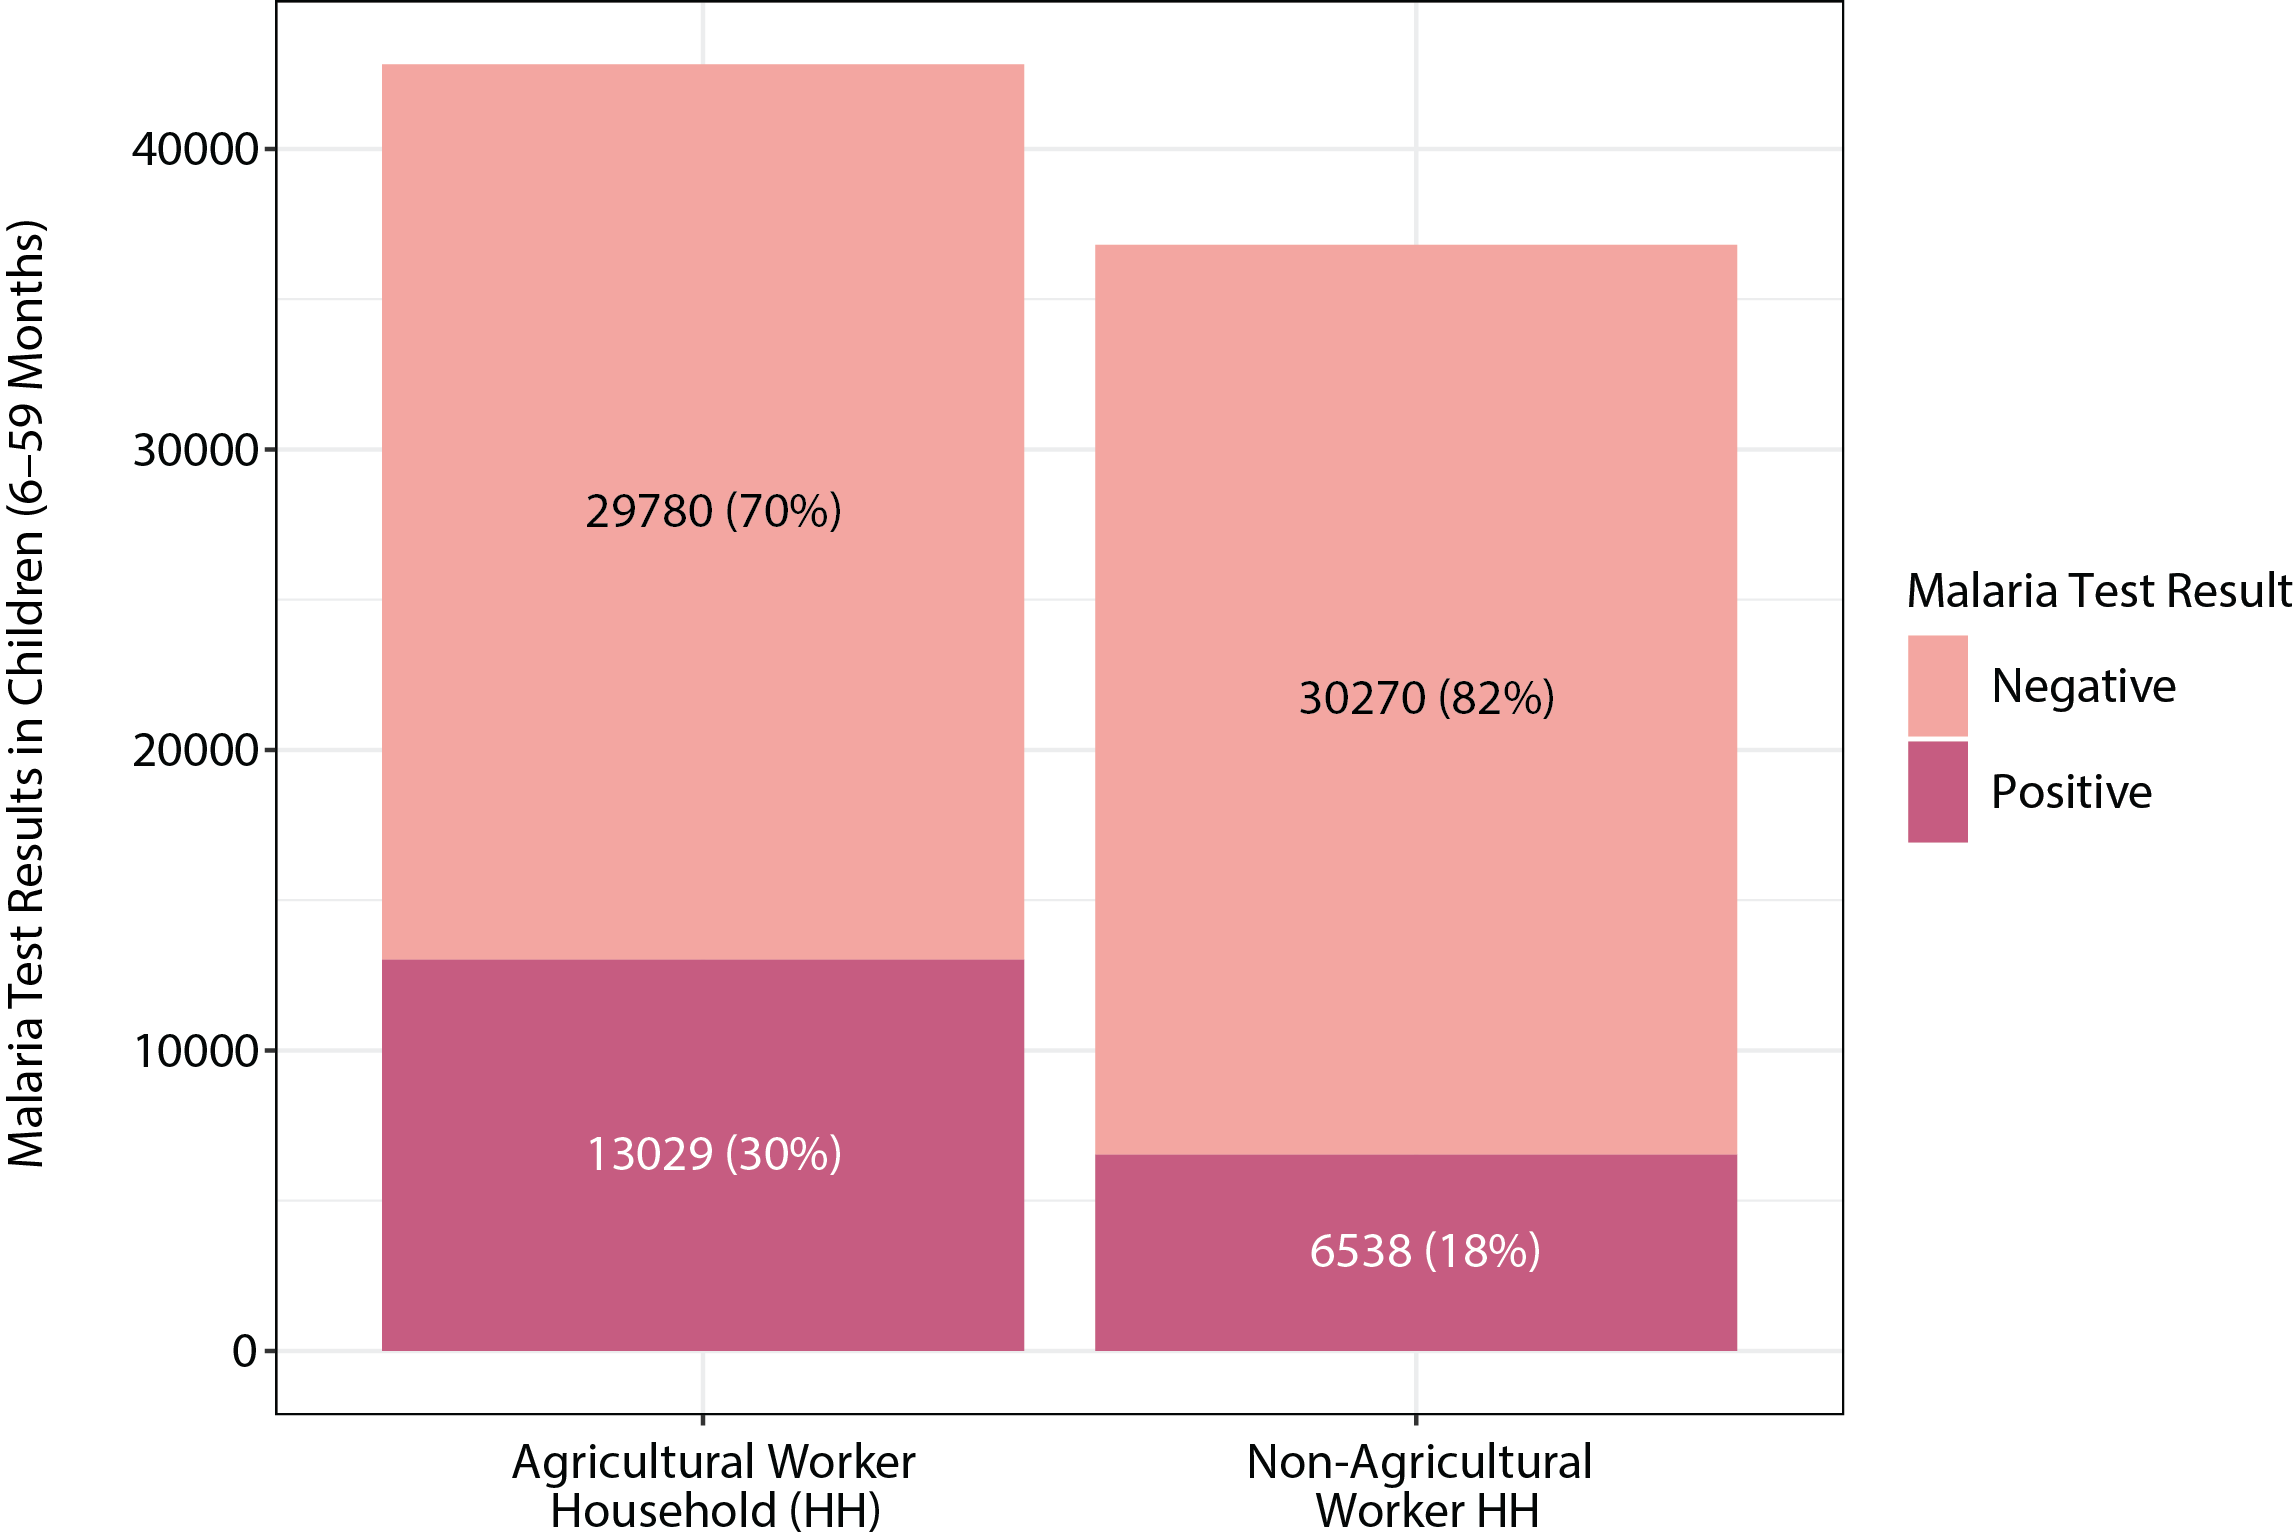 Malaria Test Results in Children (6–59 Months)
40000
30000
20000
10000
0
29780 (70%)
13029 (30%)
30270 (82%)
6538 (18%)
Agricultural Worker
Household (HH)
Non-Agricultural
Worker HH
Malaria Test Result
Negative
Positive